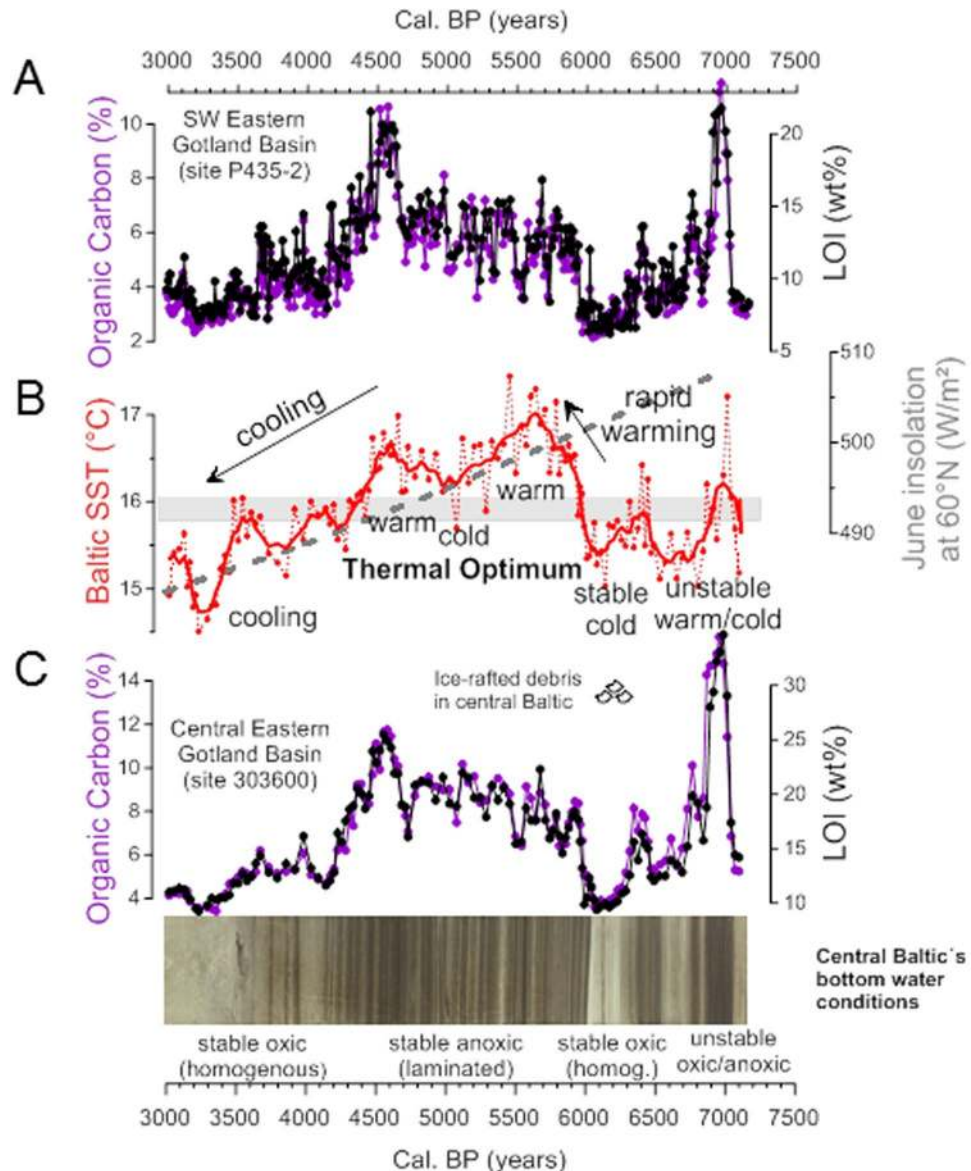 Cal. BP (years)
3000 3500 4000 4500 5000 5500 6000 6500 7000 7500
A
Organic Carbon (%)
10
8
6
4
2
SW Eastern
Gotland Basin
(site P435-2)
20
15
10
5
LOI (wt%)
B
Baltic SST (°C)
17
16
15
cooling
rapid
warming
warm
warm
cold
Thermal Optimum
cooling
stable
cold
unstable
warm/cold
510
500
490
June insolation
at 60°N (W/m²)
C
Organic Carbon (%)
14
12
10
8
6
4
Ice-rafted debris
in central Baltic
Central Eastern
Gotland Basin
(site 303600)
30
25
20
15
10
LOI (wt%)
Central Baltic´s
bottom water
conditions
stable oxic
(homogenous)
stable anoxic
(laminated)
stable oxic
(homog.)
unstable
oxic/anoxic
3000 3500 4000 4500 5000 5500 6000 6500 7000 7500
Cal. BP (years)